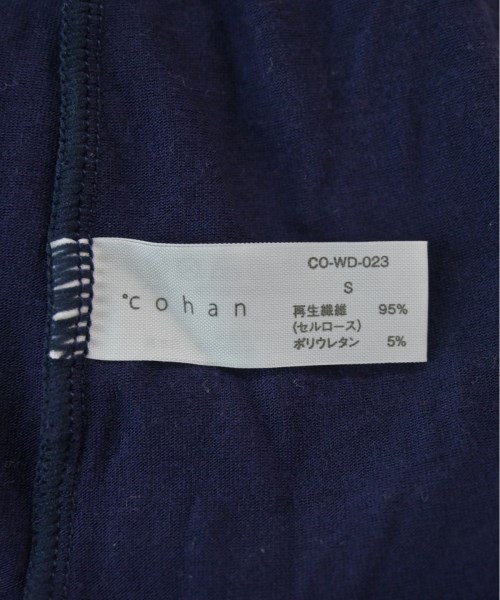 °cohan
CO-WD-023
S
再生繊維 95%
(セルロース)
ポリウレタン 5%